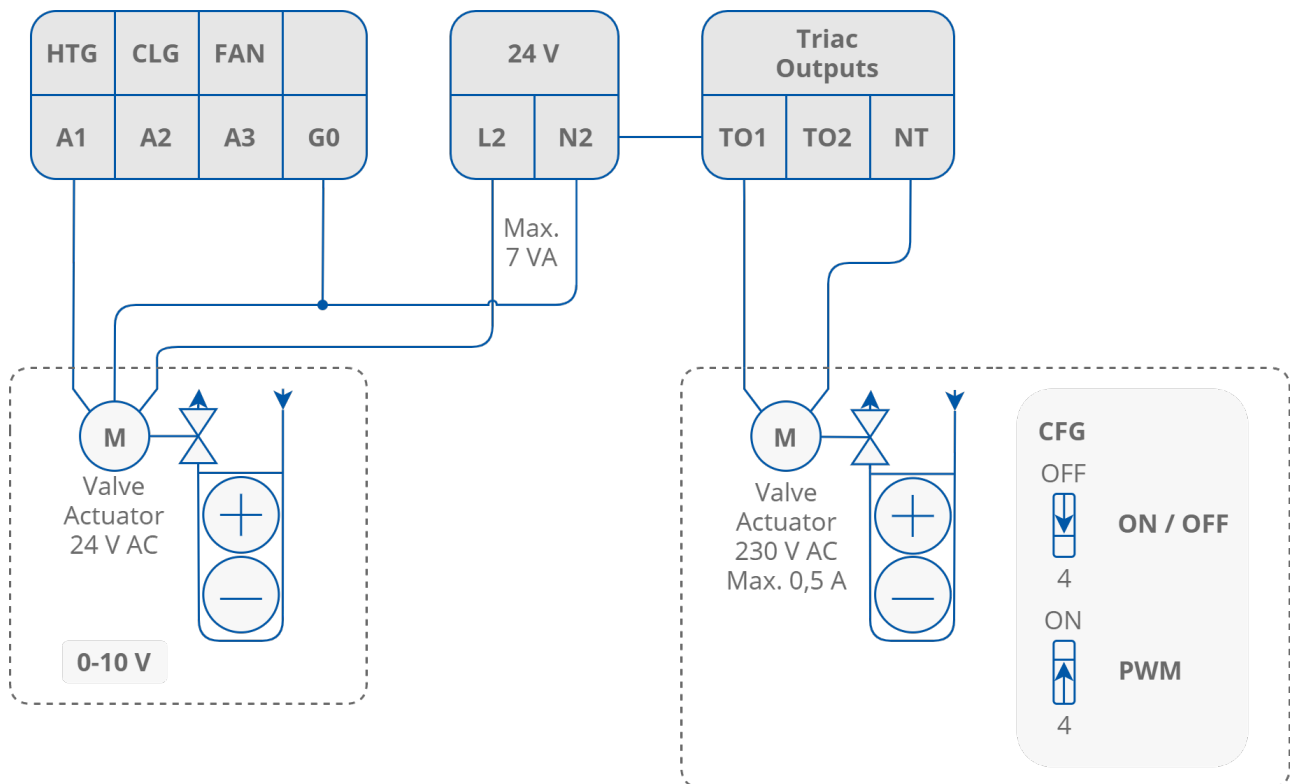 HTG CLG FAN
A1 A2 A3 G0
24 V
L2 N2
Triac
Outputs
TO1 TO2 NT
Max.
7 VA
M
Valve
Actuator
24 V AC
0-10 V
M
Valve
Actuator
230 V AC
Max. 0,5 A
CFG
OFF
ON / OFF
4
ON
PWM
4